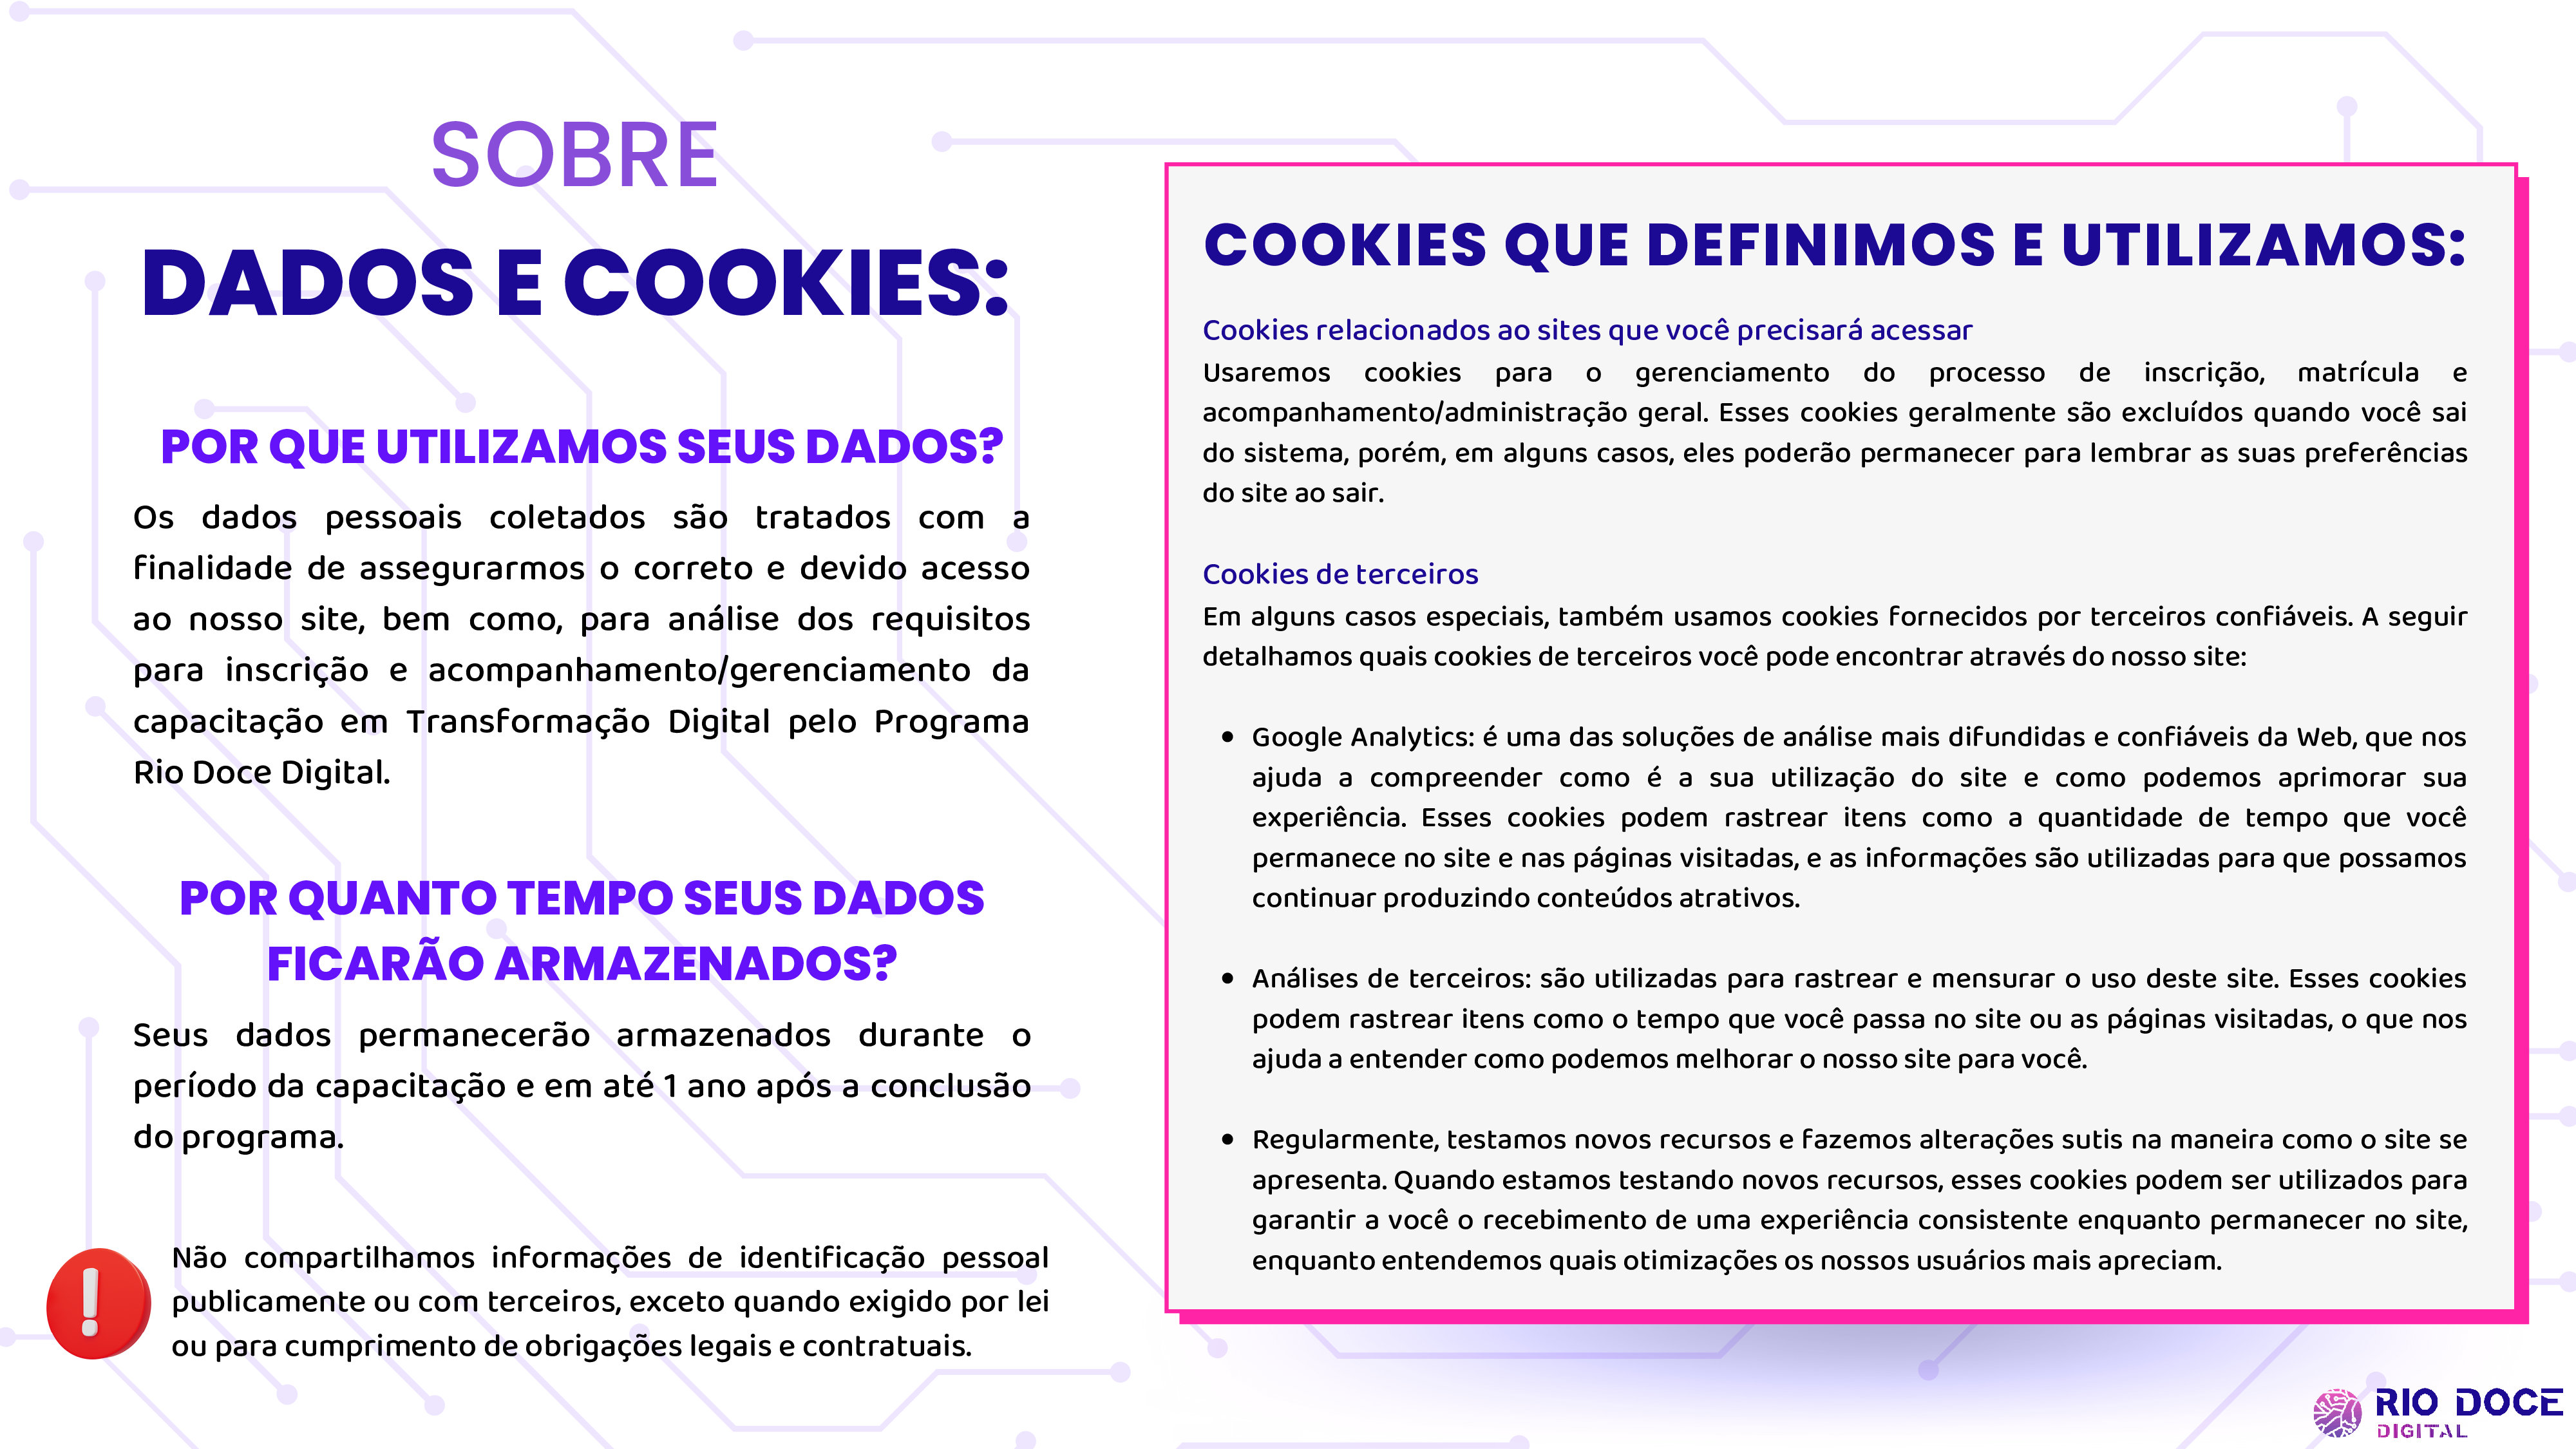 SOBRE
DADOS E COOKIES:
POR QUE UTILIZAMOS SEUS DADOS?
Os dados pessoais coletados são tratados com a
finalidade de assegurarmos o correto e devido acesso
ao nosso site, bem como, para análise dos requisitos
para inscrição e acompanhamento/gerenciamento da
capacitação em Transformação Digital pelo Programa
Rio Doce Digital.
POR QUANTO TEMPO SEUS DADOS
FICARÃO ARMAZENADOS?
Seus dados permanecerão armazenados durante o
período da capacitação e em até 1 ano após a conclusão
do programa.
Não compartilhamos informações de identificação pessoal
publicamente ou com terceiros, exceto quando exigido por lei
ou para cumprimento de obrigações legais e contratuais.
COOKIES QUE DEFINIMOS E UTILIZAMOS:
Cookies relacionados ao sites que você precisará acessar
Usaremos cookies para o gerenciamento do processo de inscrição, matrícula e
acompanhamento/administração geral. Esses cookies geralmente são excluídos quando você sai
do sistema, porém, em alguns casos, eles poderão permanecer para lembrar as suas preferências
do site ao sair.
Cookies de terceiros
Em alguns casos especiais, também usamos cookies fornecidos por terceiros confiáveis. A seguir
detalhamos quais cookies de terceiros você pode encontrar através do nosso site:
• Google Analytics: é uma das soluções de análise mais difundidas e confiáveis da Web, que nos
ajuda a compreender como é a sua utilização do site e como podemos aprimorar sua
experiência. Esses cookies podem rastrear itens como a quantidade de tempo que você
permanece no site e nas páginas visitadas, e as informações são utilizadas para que possamos
continuar produzindo conteúdos atrativos.
• Análises de terceiros: são utilizadas para rastrear e mensurar o uso deste site. Esses cookies
podem rastrear itens como o tempo que você passa no site ou as páginas visitadas, o que nos
ajuda a entender como podemos melhorar o nosso site para você.
• Regularmente, testamos novos recursos e fazemos alterações sutis na maneira como o site se
apresenta. Quando estamos testando novos recursos, esses cookies podem ser utilizados para
garantir a você o recebimento de uma experiência consistente enquanto permanecer no site,
enquanto entendemos quais otimizações os nossos usuários mais apreciam.
RIO DOCE
DIGITAL